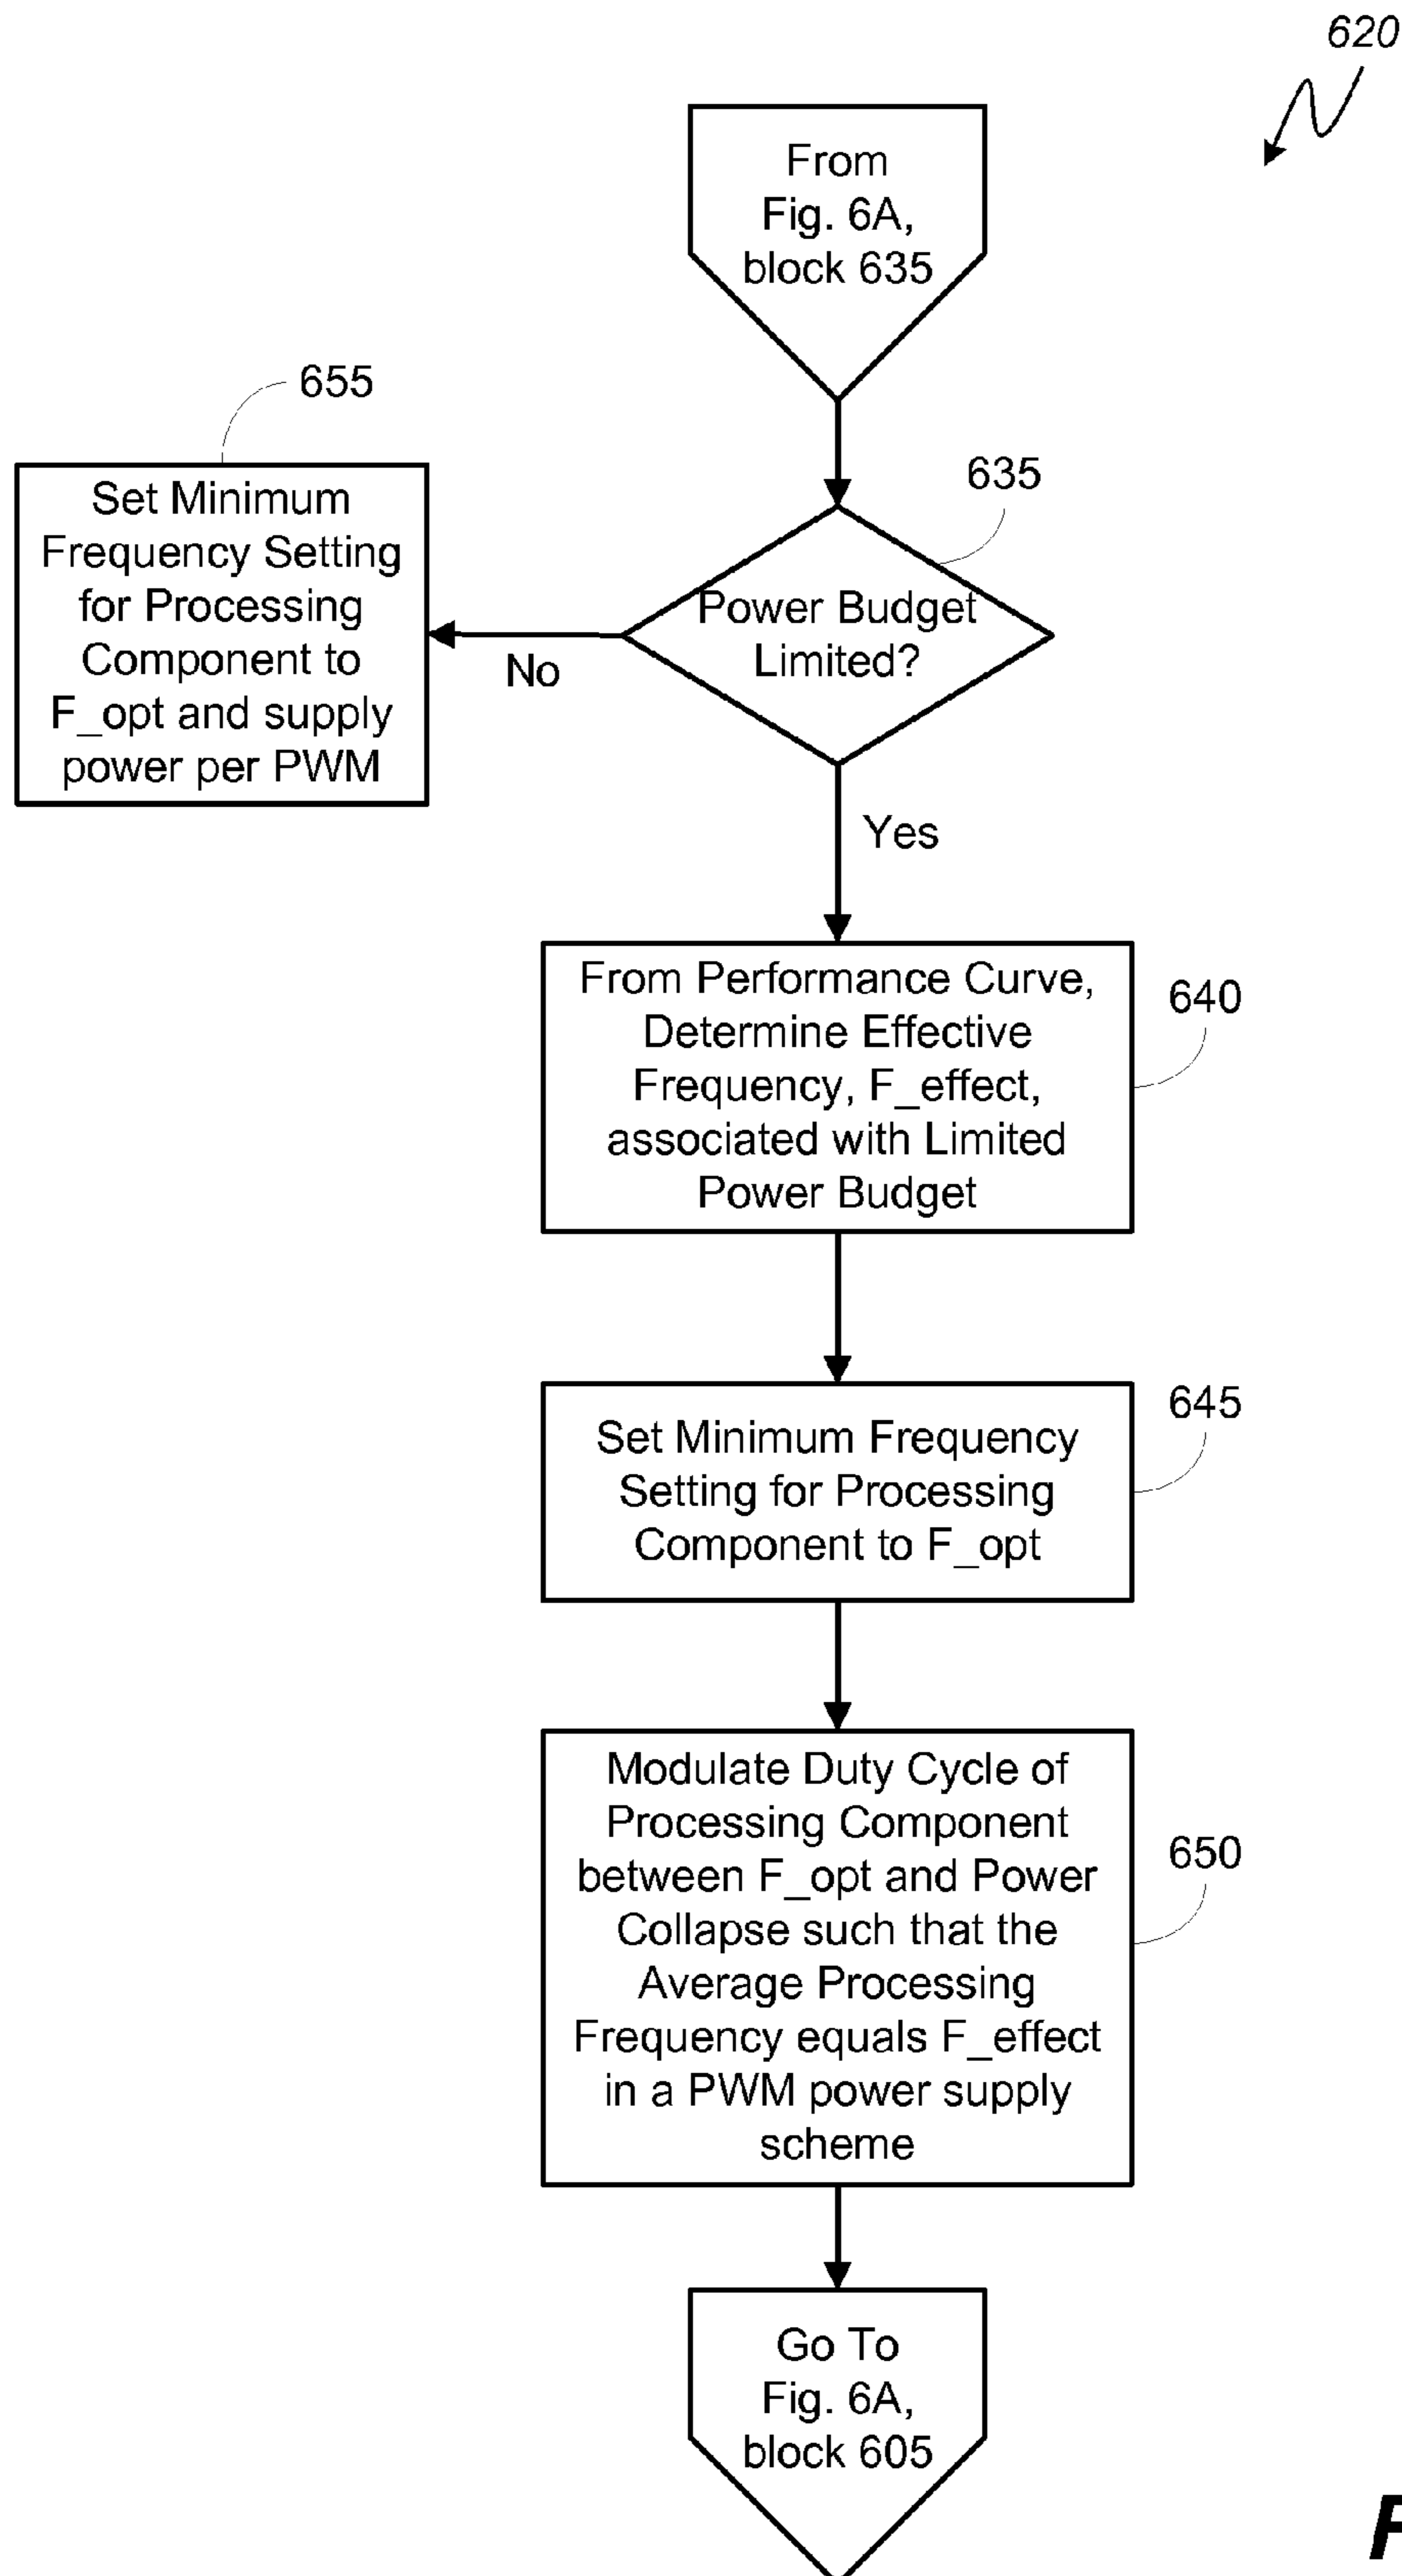 620
From
Fig. 6A,
block 635
655
Set Minimum
Frequency Setting
for Processing
Component to
F_opt and supply
power per PWM
635
Power Budget
Limited?
No
Yes
From Performance Curve,
Determine Effective
Frequency, F_effect,
associated with Limited
Power Budget
640
Set Minimum Frequency
Setting for Processing
Component to F_opt
645
Modulate Duty Cycle of
Processing Component
between F_opt and Power
Collapse such that the
Average Processing
Frequency equals F_effect
in a PWM power supply
scheme
650
Go To
Fig. 6A,
block 605